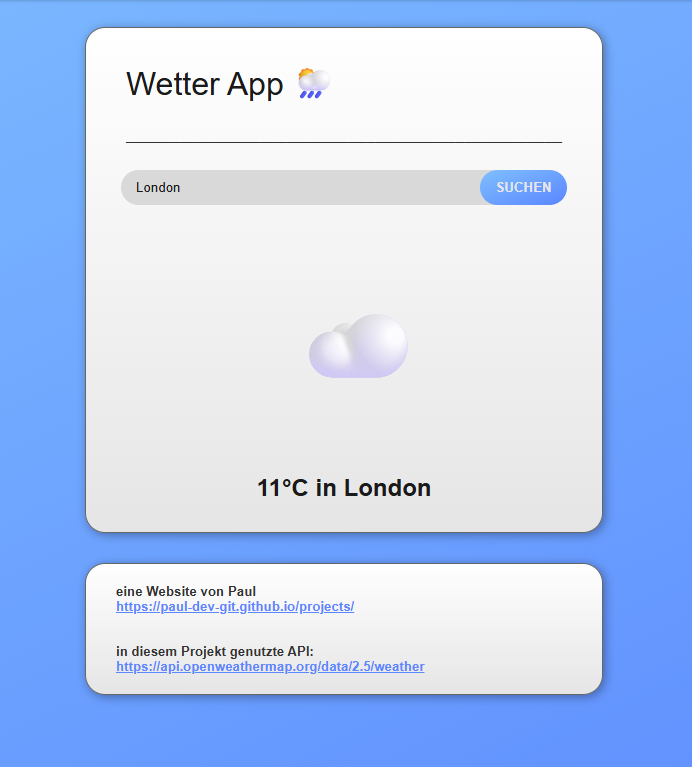 Wetter App
London
SUCHEN
11°C in London
eine Website von Paul
https://paul-dev-git.github.io/projects/
in diesem Projekt genutzte API:
https://api.openweathermap.org/data/2.5/weather